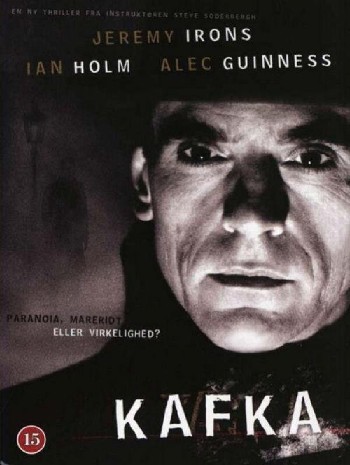 EN NY THRILLER FRA INSTRUKTØREN STEVE SODERBERGH
JEREMY IRONS
IAN HOLM ALEC GUINNESS
PARANOIA, MARERIDT
ELLER VIRKELIGHED?
15
KAFKA